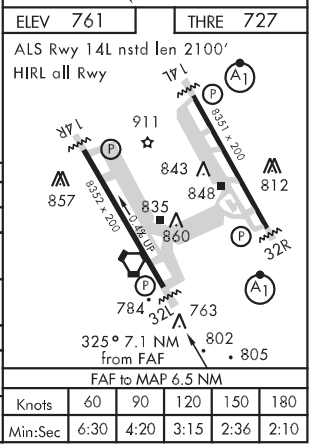 ELEV 761
THRE 727
ALS Rwy 14L nstd len 2100'
HIRL all Rwy
14L
A1
P
14R
911
P
8351 x 200
843
857
8352 x 200
848
812
835
0.4% UP
860
P
32R
P
A1
784
32L
763
325° 7.1 NM
from FAF
802
805
FAF to MAP 6.5 NM
Knots 60 90 120 150 180
Min:Sec 6:30 4:20 3:15 2:36 2:10